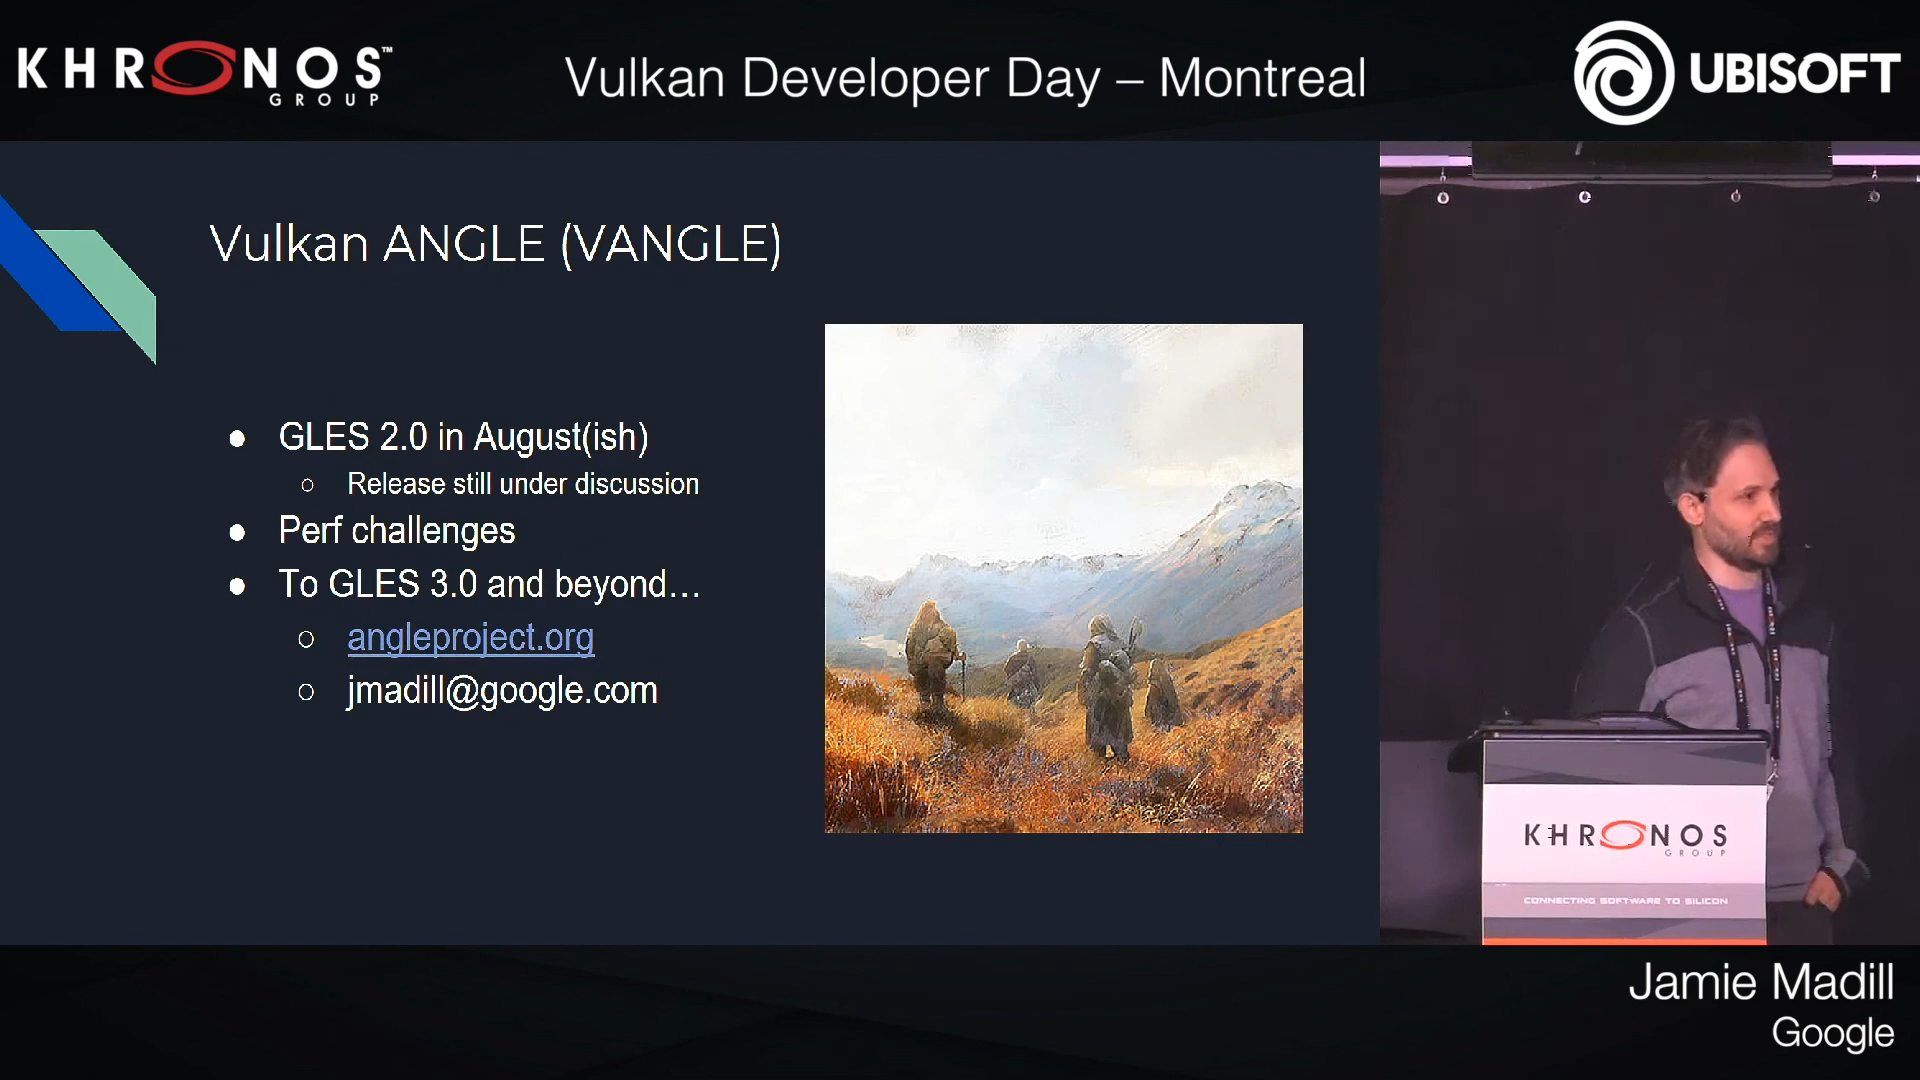 KHRONOS™
GROUP
Vulkan Developer Day – Montreal
UBISOFT
Vulkan ANGLE (VANGLE)
● GLES 2.0 in August(ish)
○ Release still under discussion
● Perf challenges
● To GLES 3.0 and beyond…
○ angleproject.org
○ jmadill@google.com
KHRONOS
GROUP
CONNECTING SOFTWARE TO SILICON
Jamie Madill
Google